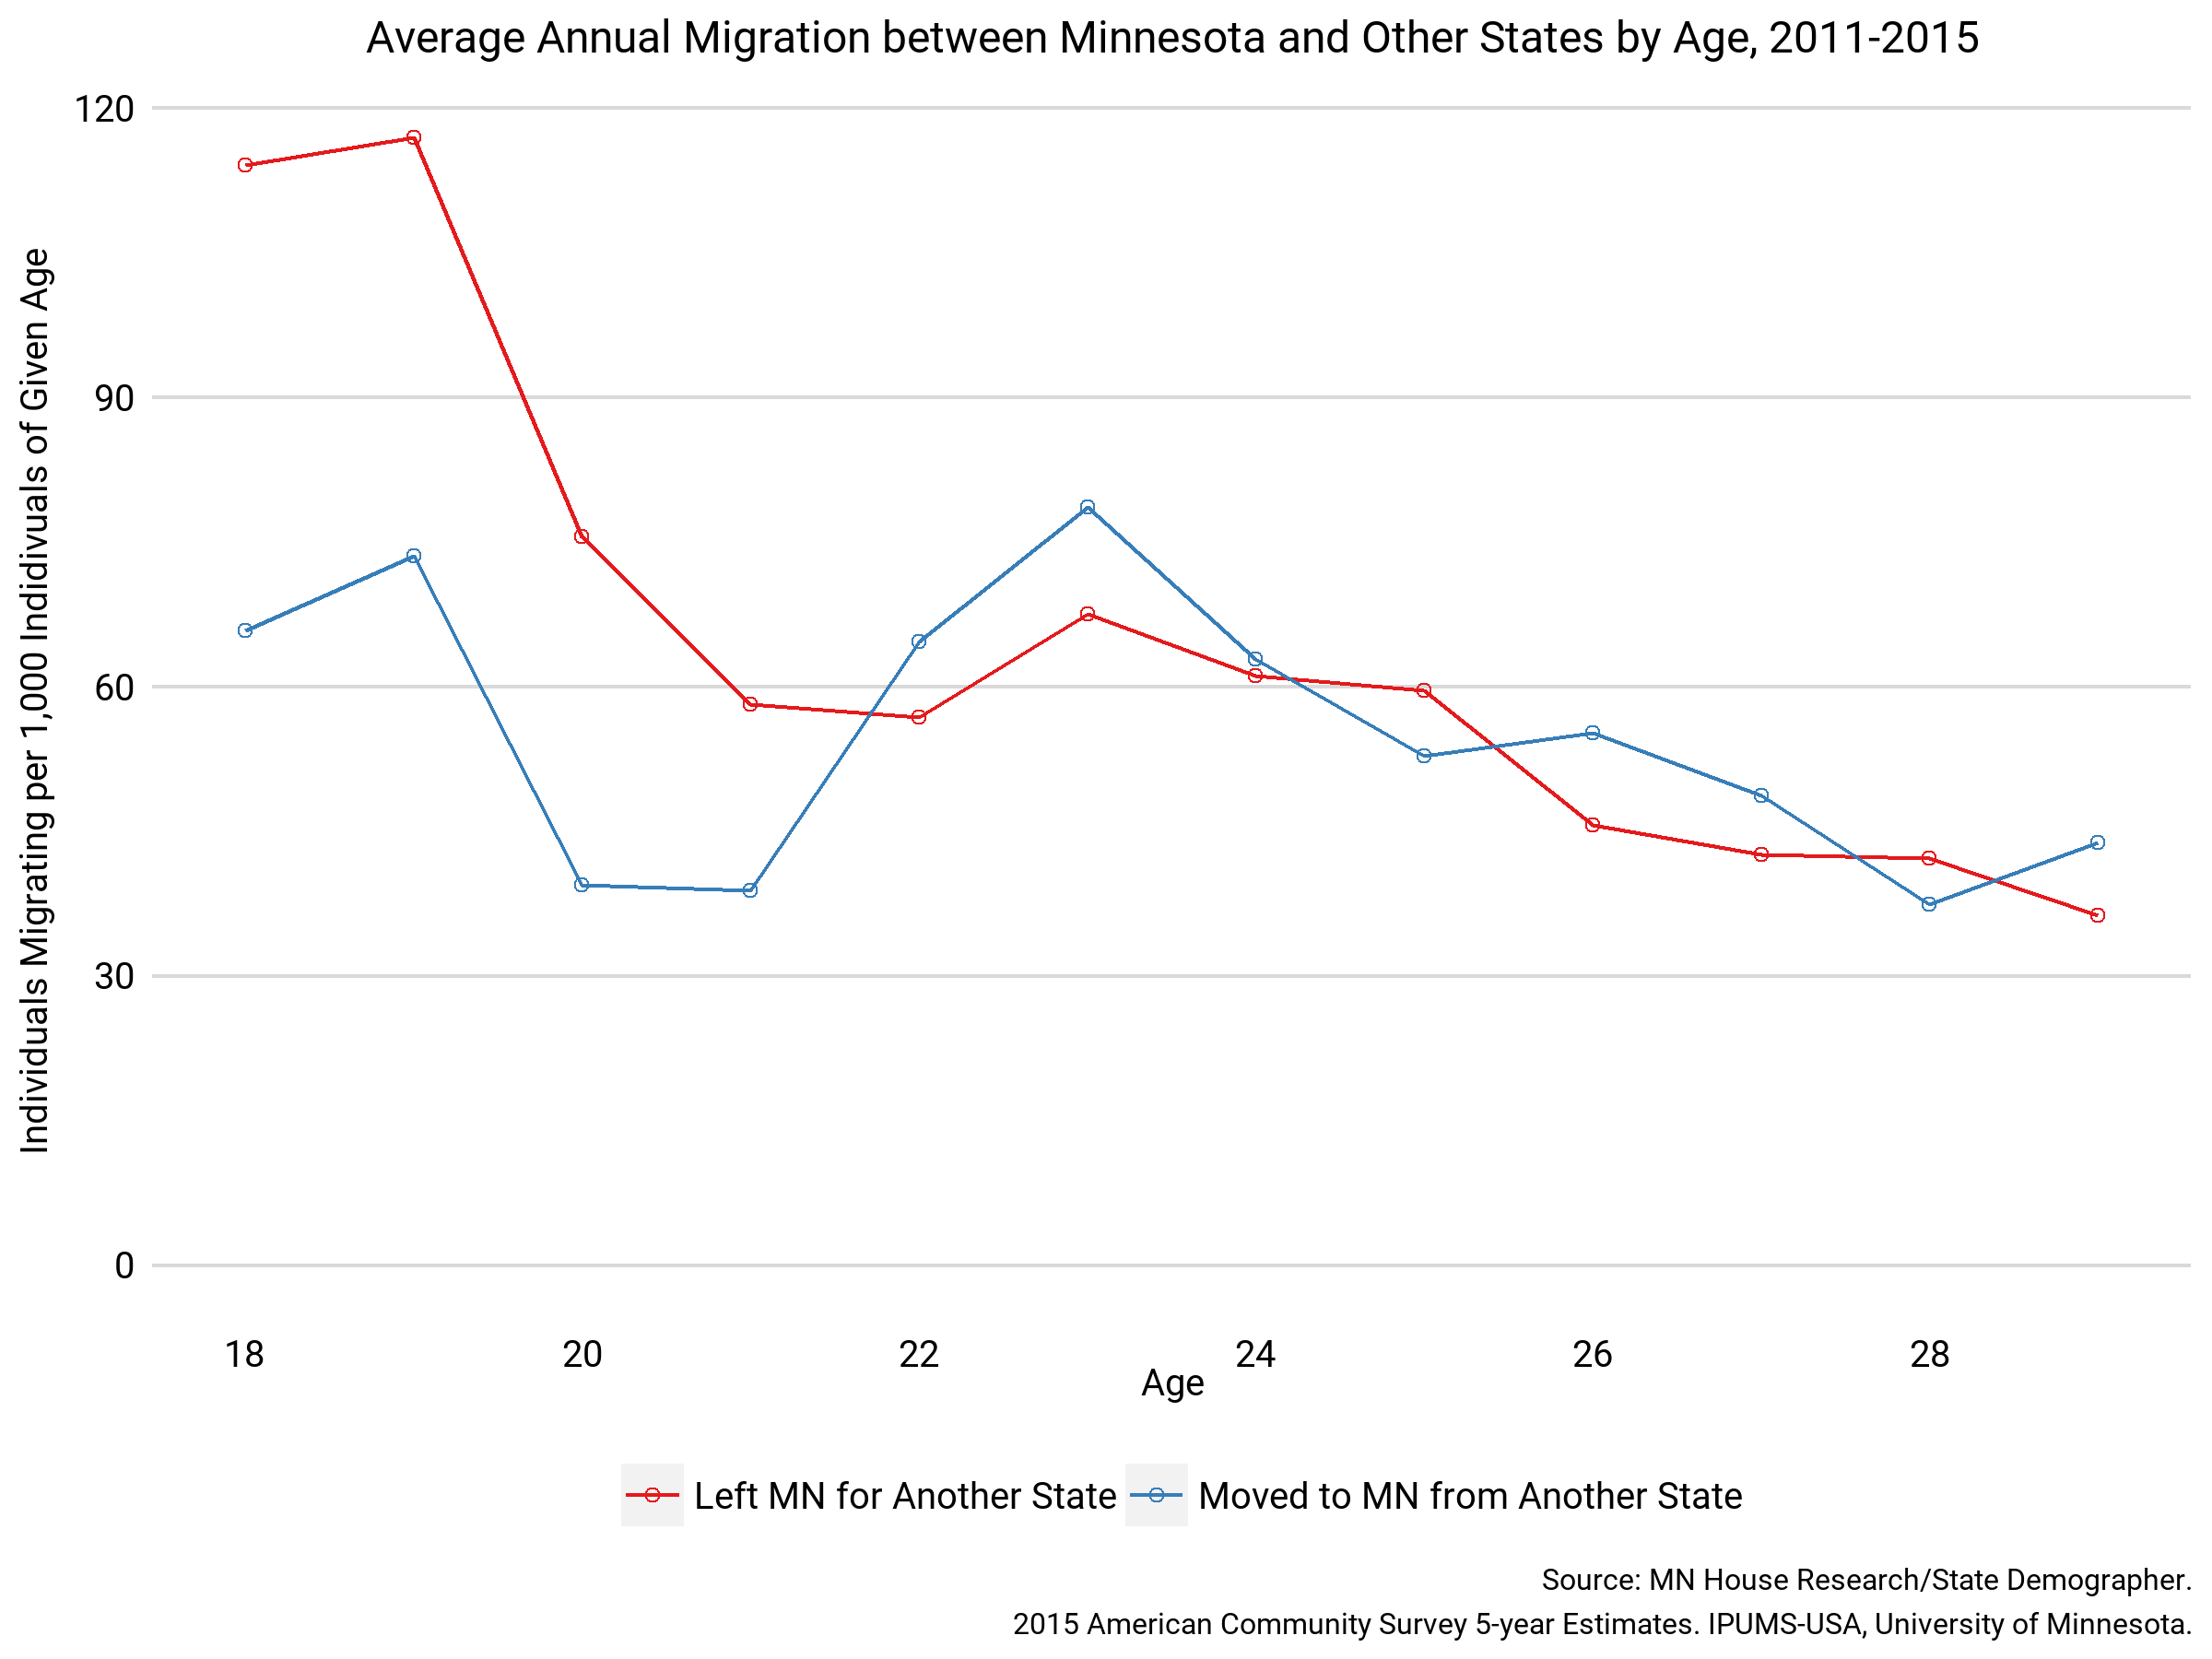 Average Annual Migration between Minnesota and Other States by Age, 2011-2015
Individuals Migrating per 1,000 Indidivuals of Given Age
120
90
60
30
0
18 20 22 24 26 28
Age
Left MN for Another State Moved to MN from Another State
Source: MN House Research/State Demographer.
2015 American Community Survey 5-year Estimates. IPUMS-USA, University of Minnesota.